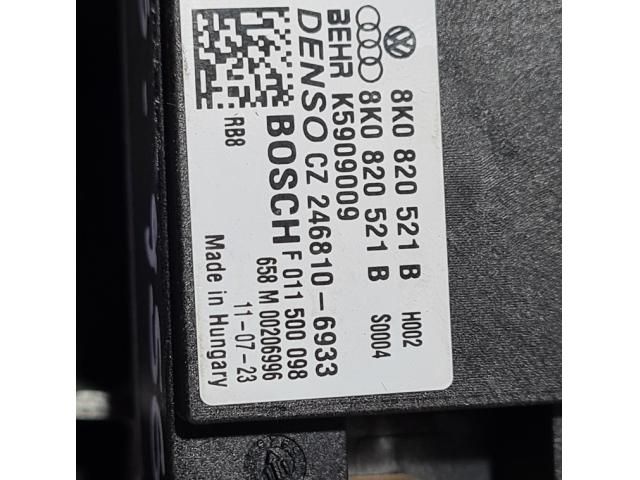 8K0 820 521 B H002
8K0 820 521 B S0004
BEHR K5909009
DENSO CZ 246810-6933
BOSCH F 011 500 098
658 M 00206996
RB8 11-07-23
Made in Hungary